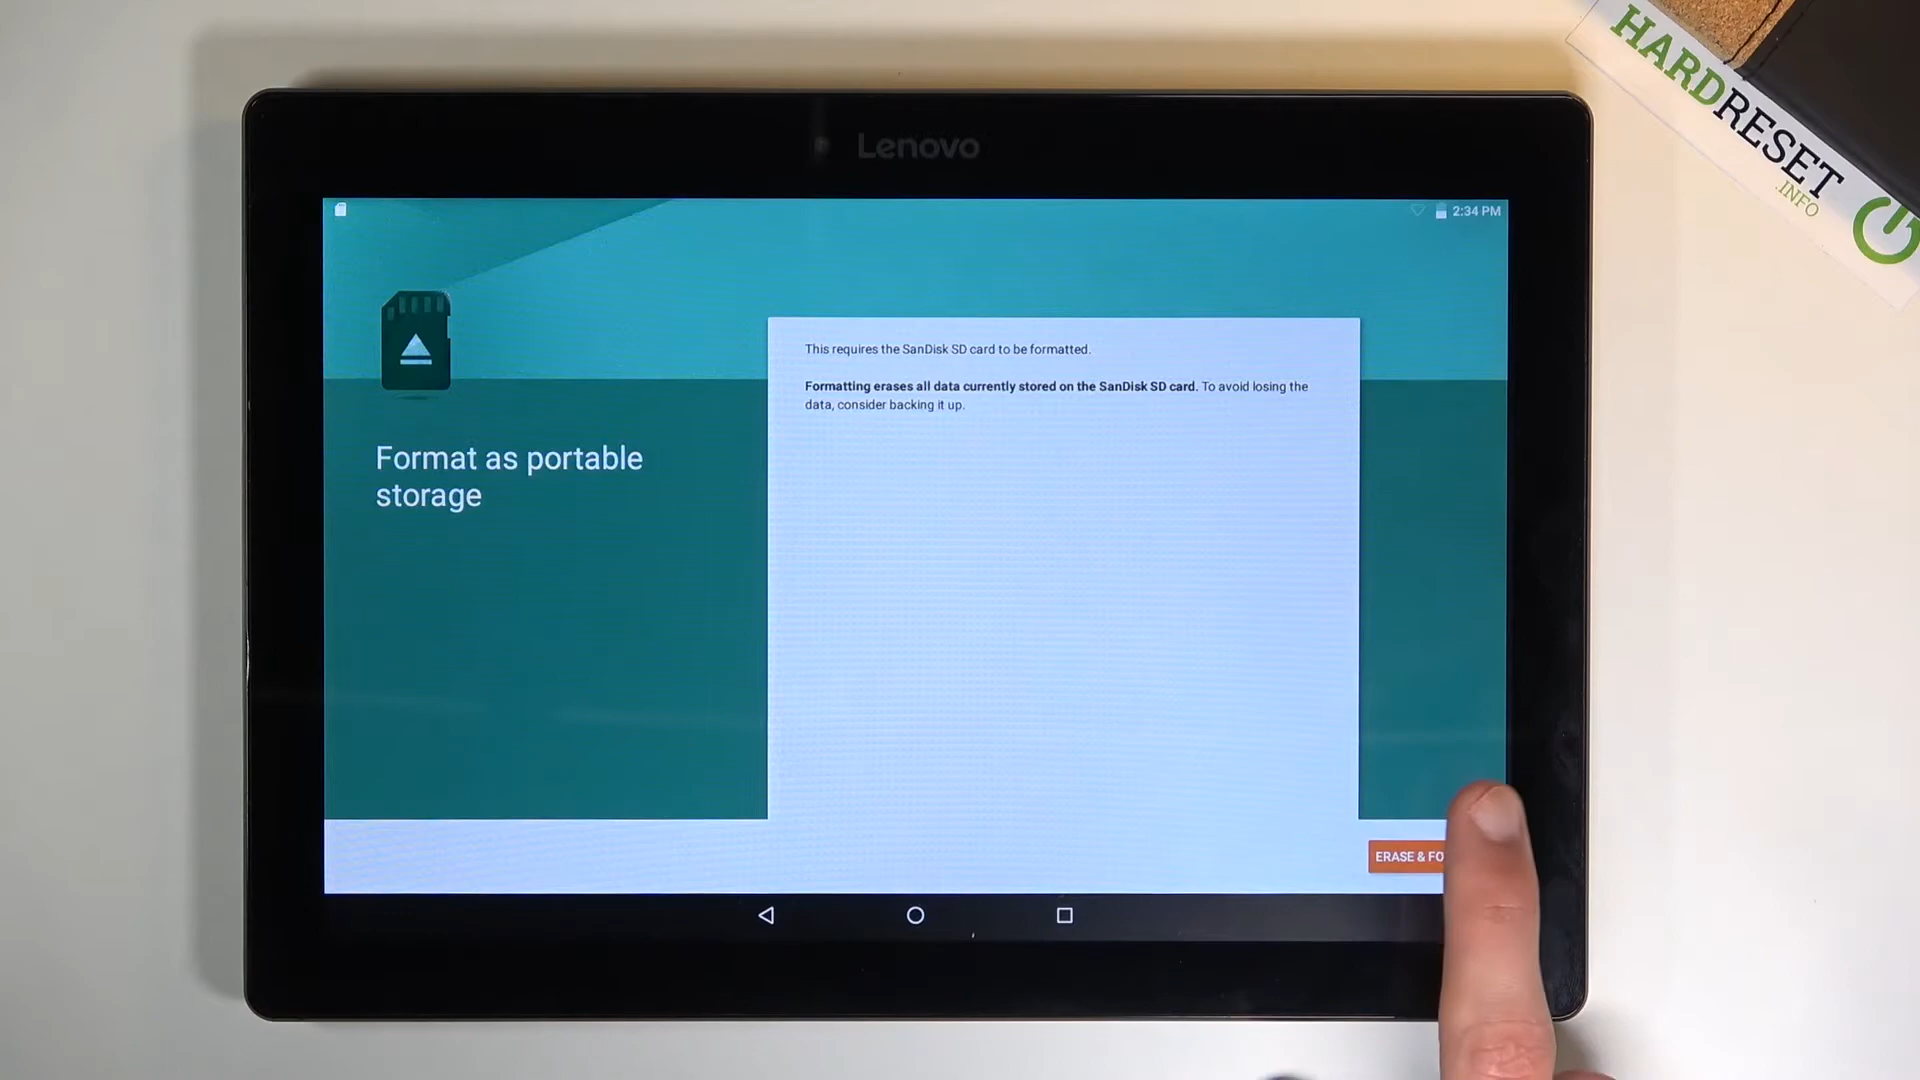 HARDRESET
.INFO
Lenovo
2:34 PM
This requires the SanDisk SD card to be formatted.
Formatting erases all data currently stored on the SanDisk SD card. To avoid losing the
data, consider backing it up.
Format as portable
storage
ERASE & FO